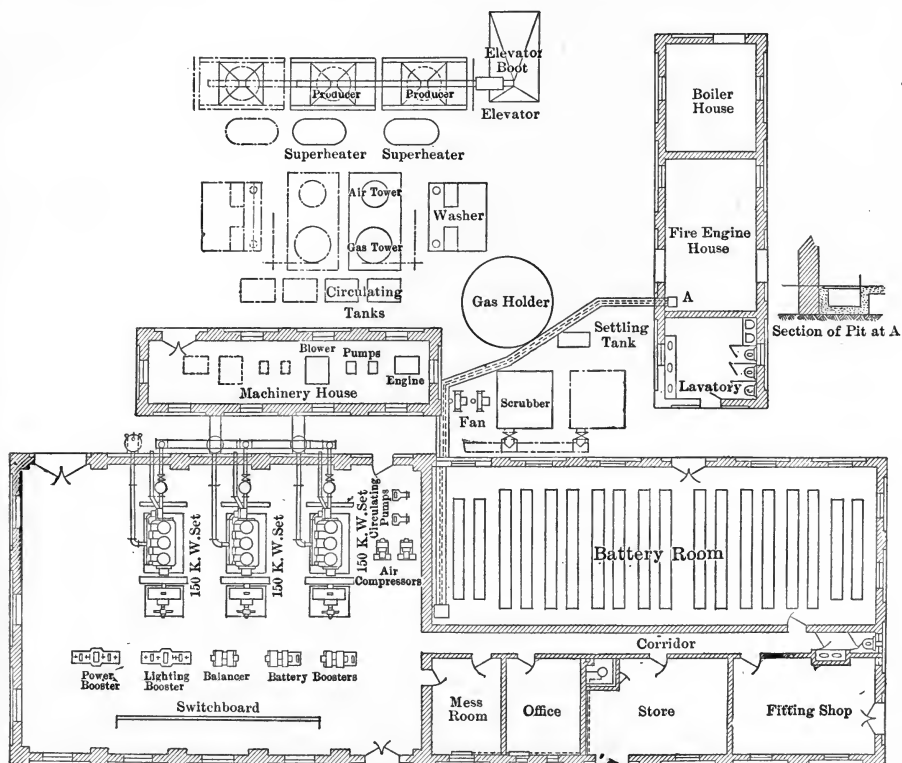 Elevator
Boot
Producer
Producer
Elevator
Superheater
Superheater
Air Tower
Washer
Gas Tower
Circulating
Tanks
Boiler
House
Fire Engine
House
A
Section of Pit at A
Gas Holder
Settling
Tank
Lavatory
Blower
Pumps
Engine
Machinery House
Fan
Scrubber
150 K.W.Set
150 K.W.Set
150 K.W.Set
Circulating
Pumps
Air
Compressors
Battery Room
Corridor
Power
Booster
Lighting
Booster
Balancer
Battery
Boosters
Switchboard
Mess
Room
Office
Store
Fitting Shop